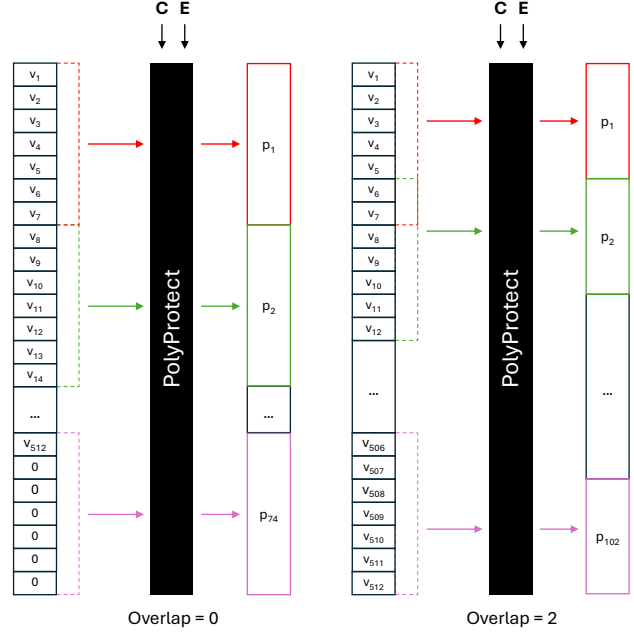 C E
v1
v2
v3
v4
v5
v6
v7
v8
v9
v10
v11
v12
v13
v14
...
v512
0
0
0
0
0
0
PolyProtect
p1
p2
...
p74
Overlap = 0
C E
v1
v2
v3
v4
v5
v6
v7
v8
v9
v10
v11
v12
...
v506
v507
v508
v509
v510
v511
v512
PolyProtect
p1
p2
...
p102
Overlap = 2